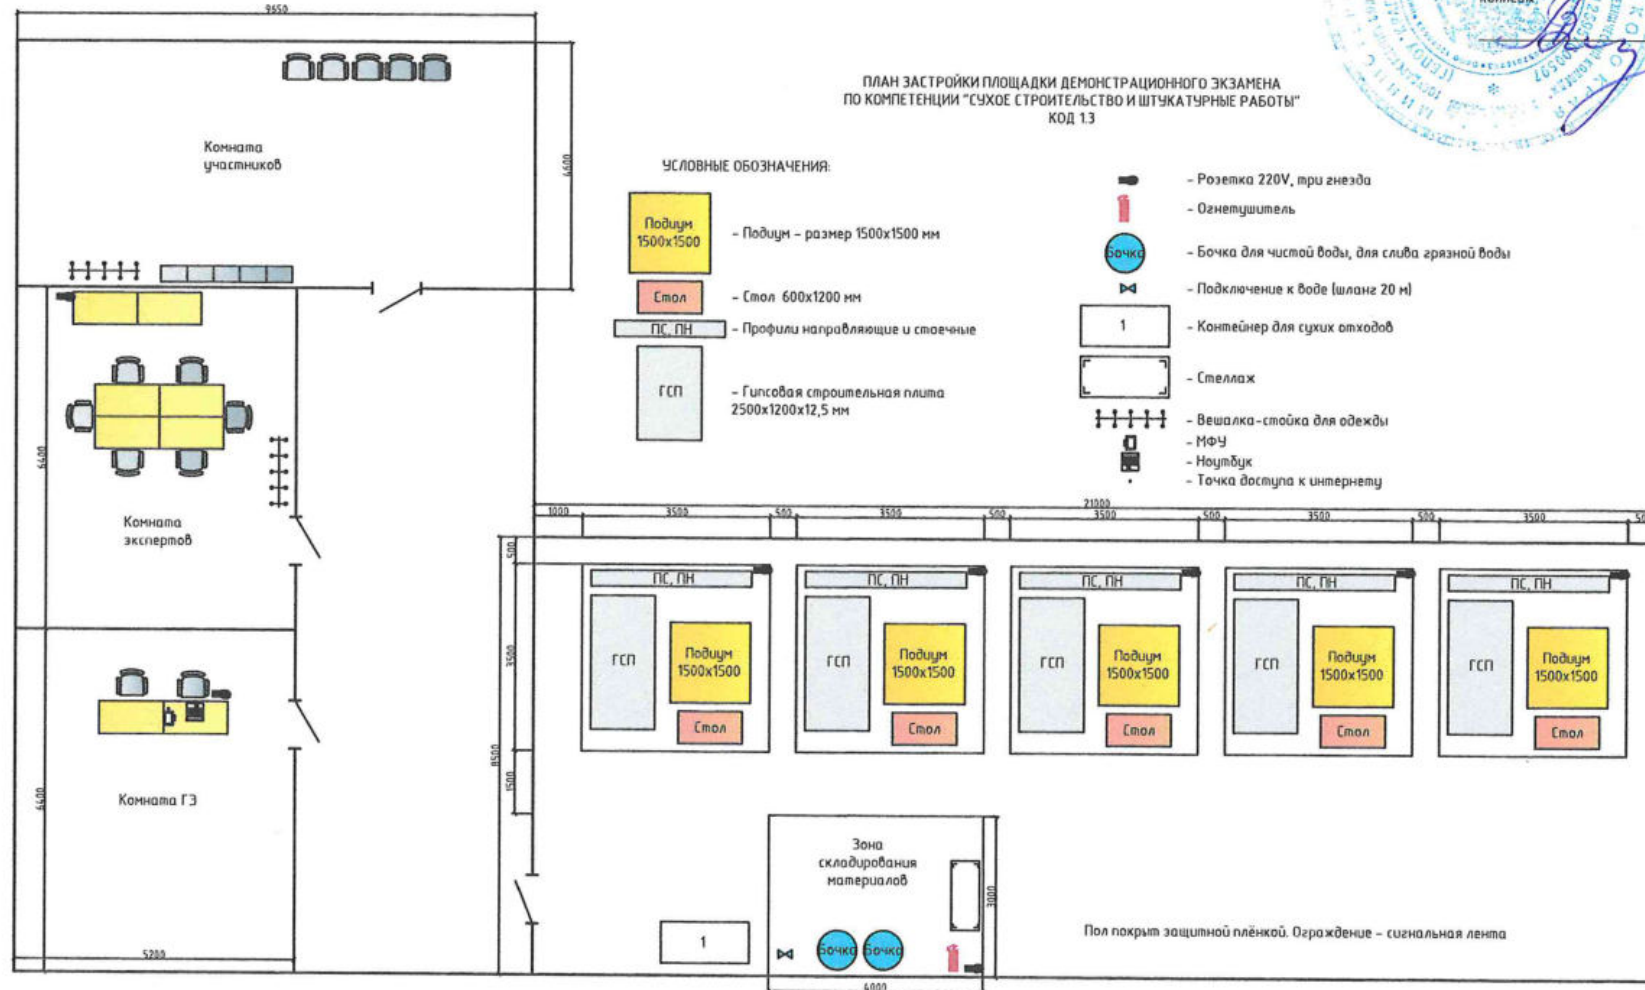 9650
ПЛАН ЗАСТРОЙКИ ПЛОЩАДКИ ДЕМОНСТРАЦИОННОГО ЭКЗАМЕНА
ПО КОМПЕТЕНЦИИ "СУХОЕ СТРОИТЕЛЬСТВО И ШТУКАТУРНЫЕ РАБОТЫ"
КОД 1.3
Комната
участников
4600
УСЛОВНЫЕ ОБОЗНАЧЕНИЯ:
Подиум
1500х1500
- Подиум – размер 1500х1500 мм
Стол
- Стол 600х1200 мм
ПС, ПН
- Профили направляющие и стоечные
ГСП
- Гипсовая строительная плита
2500х1200х12,5 мм
- Розетка 220V, три гнезда
- Огнетушитель
Бочка
- Бочка для чистой воды, для слива грязной воды
- Подключение к воде (шланг 20 м)
1
- Контейнер для сухих отходов
- Стеллаж
- Вешалка-стойка для одежды
- МФУ
- Ноутбук
- Точка доступа к интернету
6400
Комната
экспертов
21000
1000 3500 500 3500 500 3500 500 3500 500 3500
500
3500
1500
8500
ПС, ПН ПС, ПН ПС, ПН ПС, ПН ПС, ПН
ГСП ГСП ГСП ГСП ГСП
Подиум Подиум Подиум Подиум Подиум
1500х1500 1500х1500 1500х1500 1500х1500 1500х1500
Стол Стол Стол Стол Стол
6400
Комната ГЭ
5200
Зона
складирования
материалов
3000
1
Бочка Бочка
4000
Пол покрыт защитной плёнкой. Ограждение – сигнальная лента